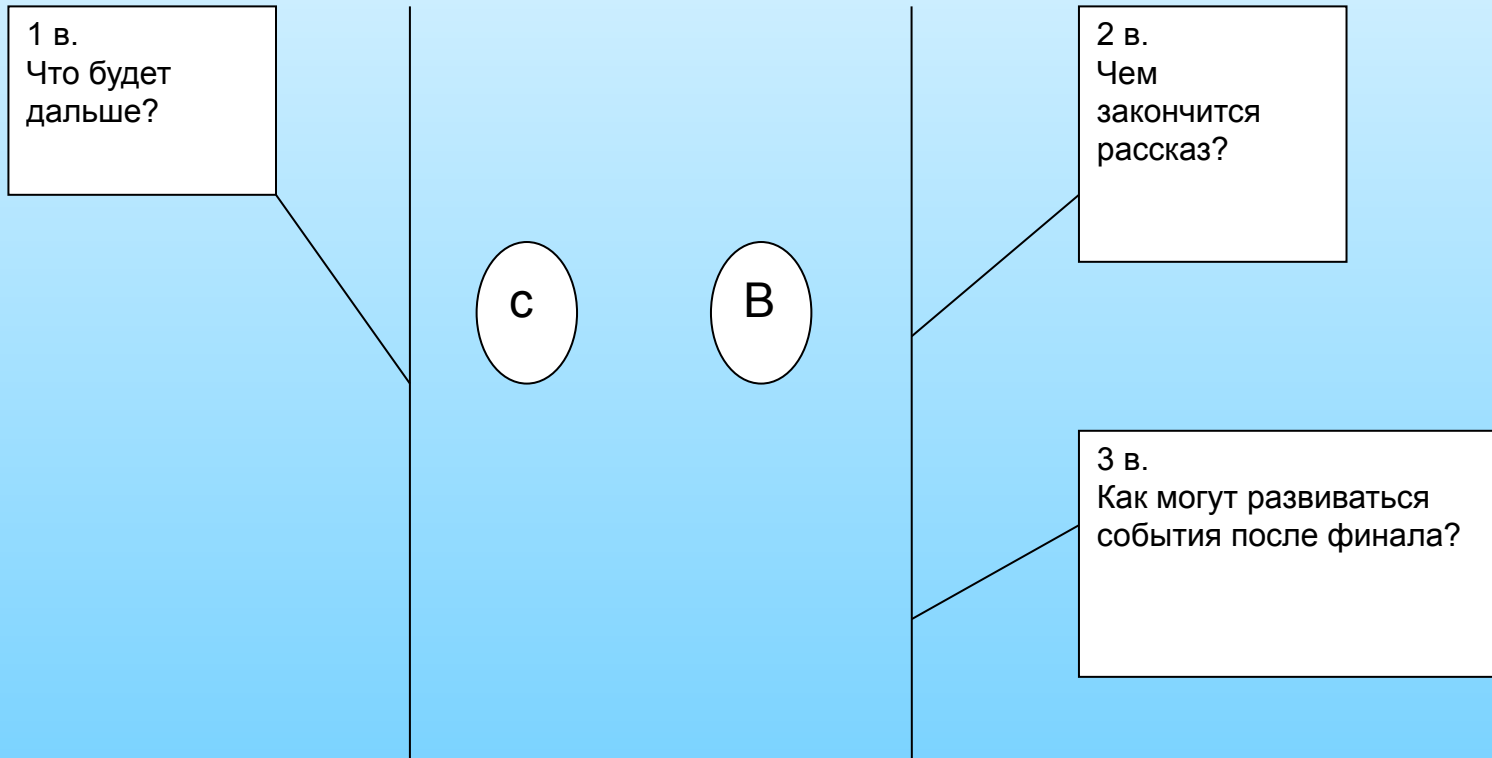 1 в.
Что будет
дальше?
2 в.
Чем
закончится
рассказ?
с
В
3 в.
Как могут развиваться
события после финала?